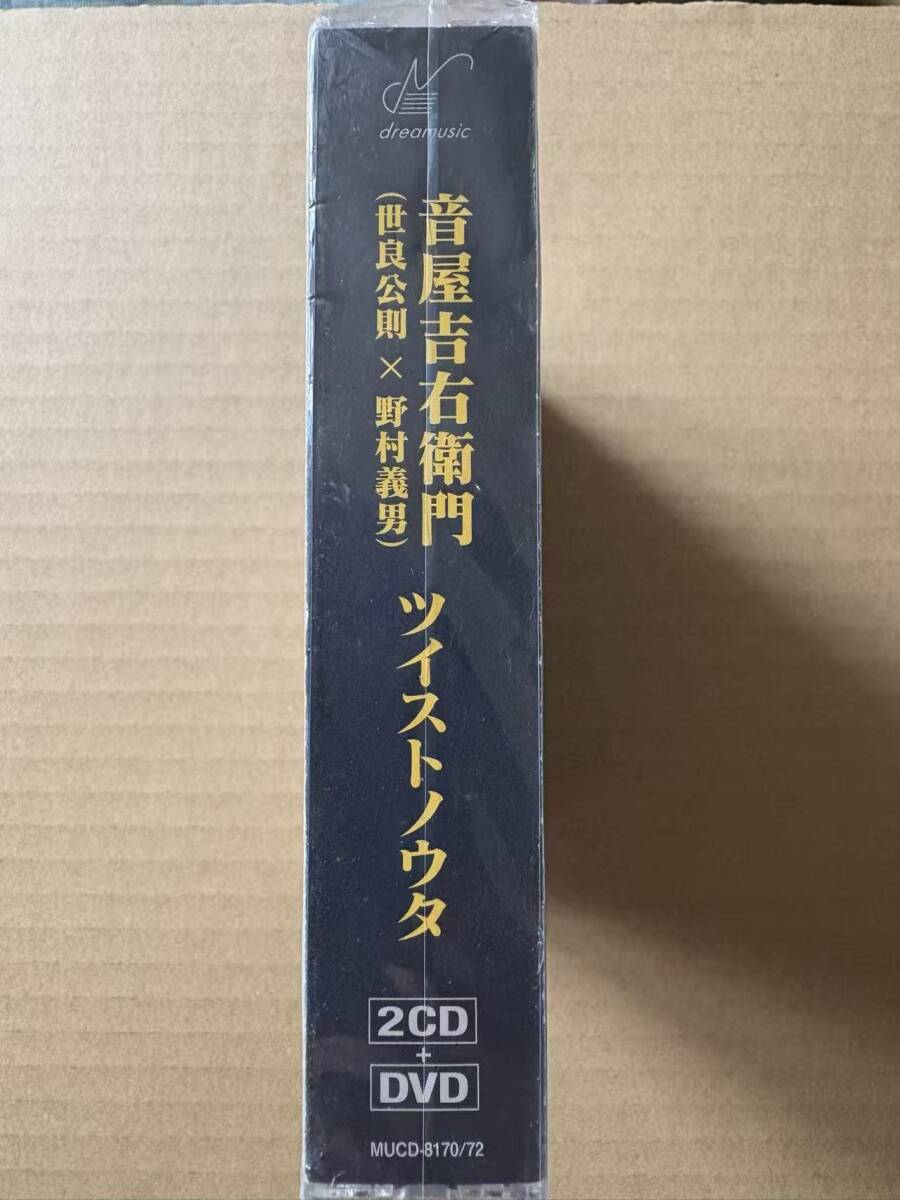 dreamusic
音屋吉右衛門
(世良公則 × 野村義男)
ツイストノウタ
2CD
+
DVD
MUCD-8170/72